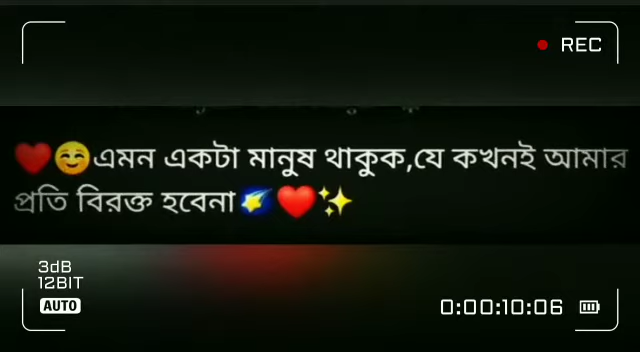 REC
❤️☺️এমন একটা মানুষ থাকুক,যে কখনই আমার
প্রতি বিরক্ত হবেনা🌠❤️✨
3dB
12BIT
AUTO
0:00:10:06